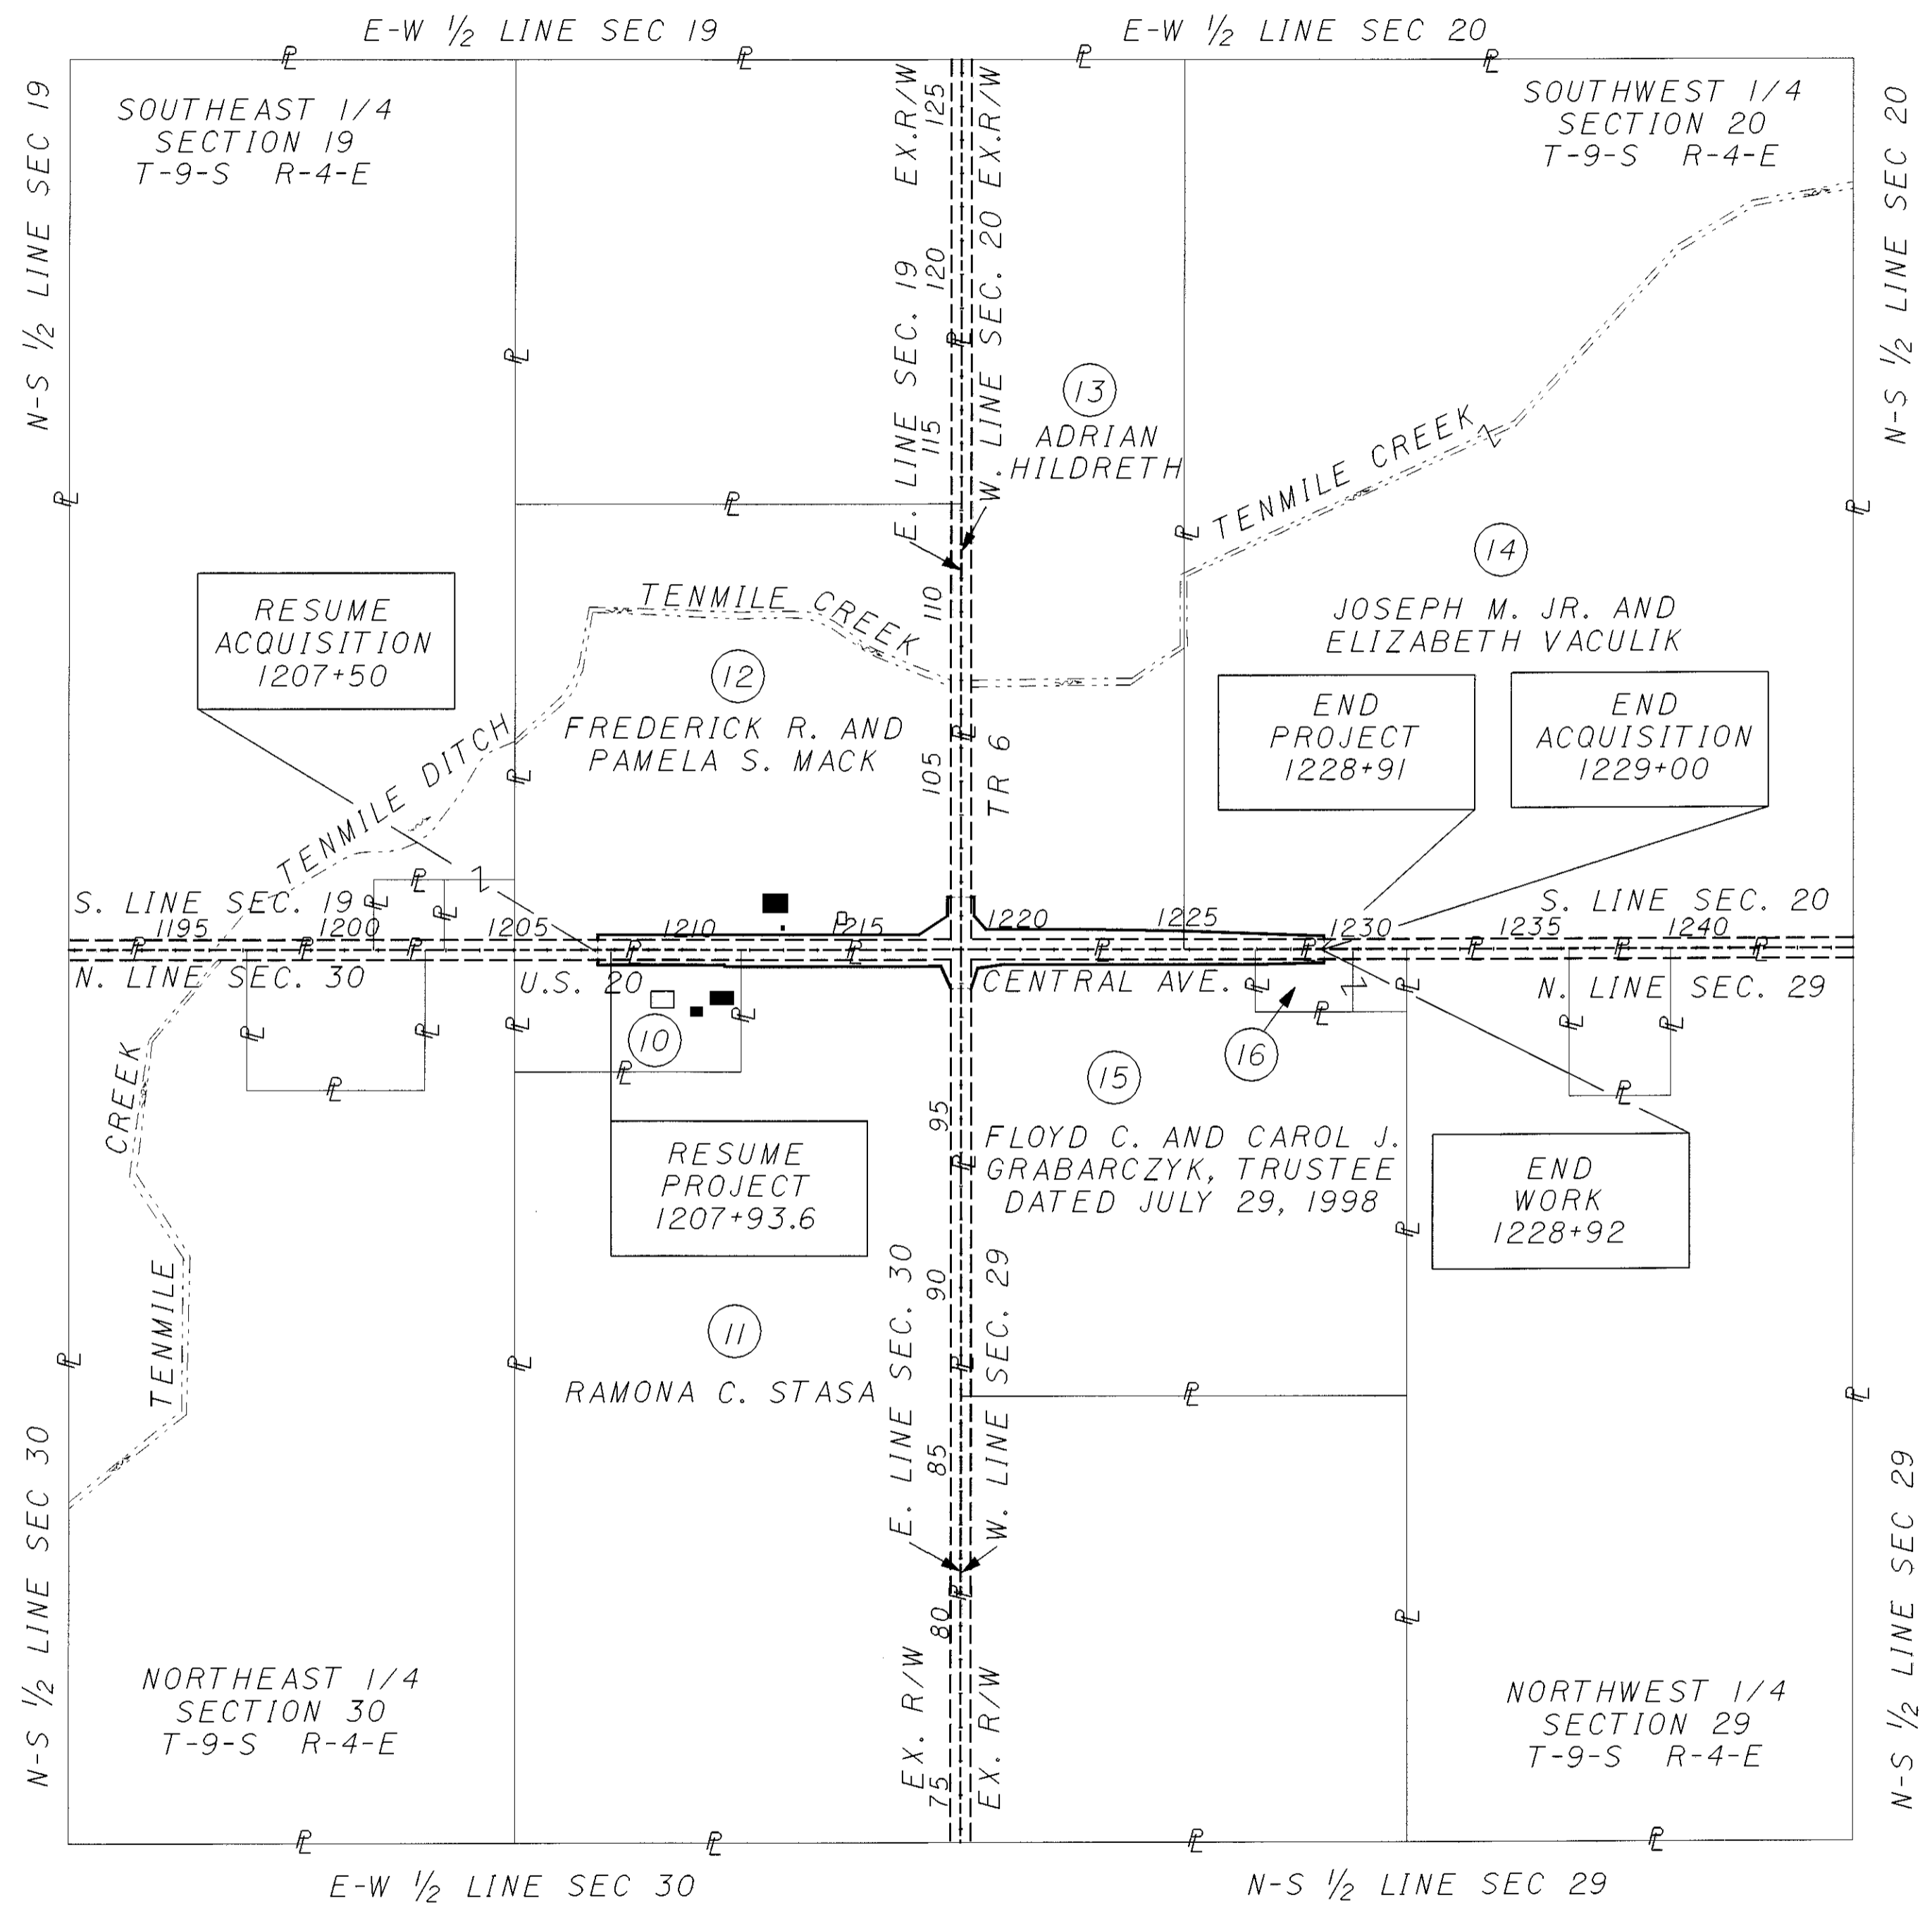 E-W 1/2 LINE SEC 19
E-W 1/2 LINE SEC 20
N-S 1/2 LINE SEC 19
SOUTHEAST 1/4
SECTION 19
T-9-S R-4-E
EX.R/W
125
EX.R/W
SOUTHWEST 1/4
SECTION 20
T-9-S R-4-E
N-S 1/2 LINE SEC 20
E. LINE SEC. 19
120
115
W. LINE SEC. 20
13
ADRIAN
HILDRETH
TENMILE CREEK
14
JOSEPH M. JR. AND
ELIZABETH VACULIK
RESUME
ACQUISITION
1207+50
TENMILE CREEK
110
12
FREDERICK R. AND
PAMELA S. MACK
105
TR 6
END
PROJECT
1228+91
END
ACQUISITION
1229+00
TENMILE DITCH
S. LINE SEC. 19
S. LINE SEC. 20
1195
1200
1205
1210
1215
1220
1225
1230
1235
1240
N. LINE SEC. 30
U.S. 20
CENTRAL AVE.
N. LINE SEC. 29
10
16
15
CREEK
TENMILE
95
RESUME
PROJECT
1207+93.6
FLOYD C. AND CAROL J.
GRABARCZYK, TRUSTEE
DATED JULY 29, 1998
END
WORK
1228+92
11
RAMONA C. STASA
E. LINE SEC. 30
90
85
80
75
W. LINE SEC. 29
EX. R/W
EX. R/W
N-S 1/2 LINE SEC 30
NORTHEAST 1/4
SECTION 30
T-9-S R-4-E
NORTHWEST 1/4
SECTION 29
T-9-S R-4-E
N-S 1/2 LINE SEC 29
E-W 1/2 LINE SEC 30
N-S 1/2 LINE SEC 29